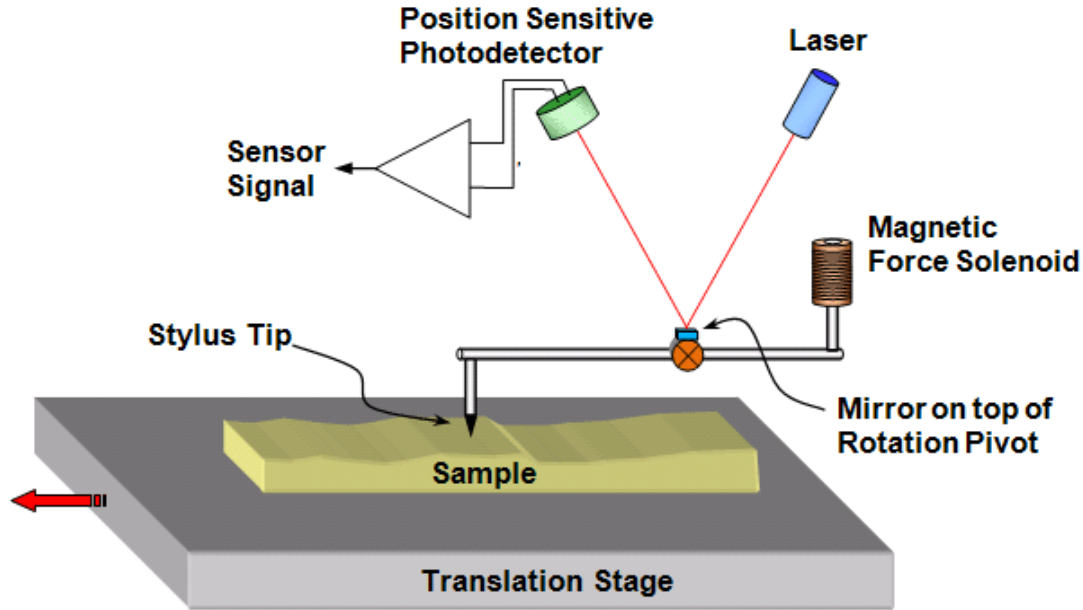 Position Sensitive
Photodetector
Laser
Sensor
Signal
Magnetic
Force Solenoid
Stylus Tip
Mirror on top of
Rotation Pivot
Sample
Translation Stage